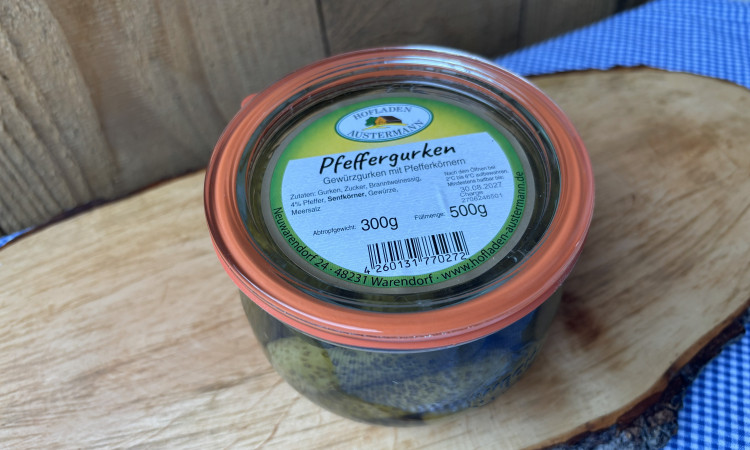 HOFLADEN
AUSTERMANN
Pfeffergurken
Gewürzgurken mit Pfefferkörnern
Zutaten: Gurken, Zucker, Branntweinessig,
4% Pfeffer, Senfkörner, Gewürze,
Meersalz
Nach dem Öffnen bei
2°C bis 8°C aufbewahren.
Mindestens haltbar bis:
30.08.2027
Charge
2706246501
Abtropfgewicht: 300g
Füllmenge: 500g
4 260131 770272
Neuwarendorf 24 · 48231 Warendorf · www.hofladen-austermann.de